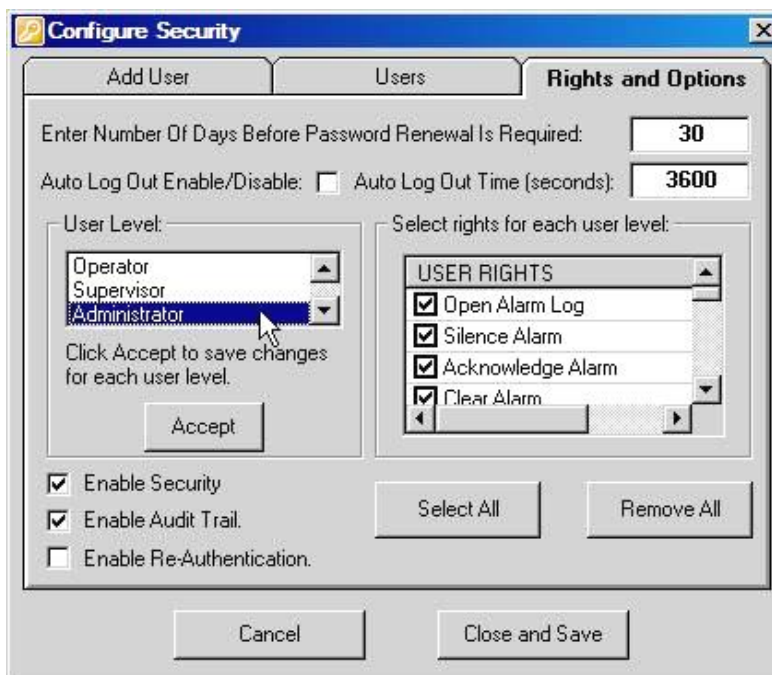 Configure Security
Add User
Users
Rights and Options
Enter Number Of Days Before Password Renewal Is Required: 30
Auto Log Out Enable/Disable: Auto Log Out Time (seconds): 3600
User Level:
Operator
Supervisor
Administrator
Click Accept to save changes
for each user level.
Accept
Select rights for each user level:
USER RIGHTS
Open Alarm Log
Silence Alarm
Acknowledge Alarm
Clear Alarm
Enable Security
Enable Audit Trail.
Enable Re-Authentication.
Select All
Remove All
Cancel
Close and Save